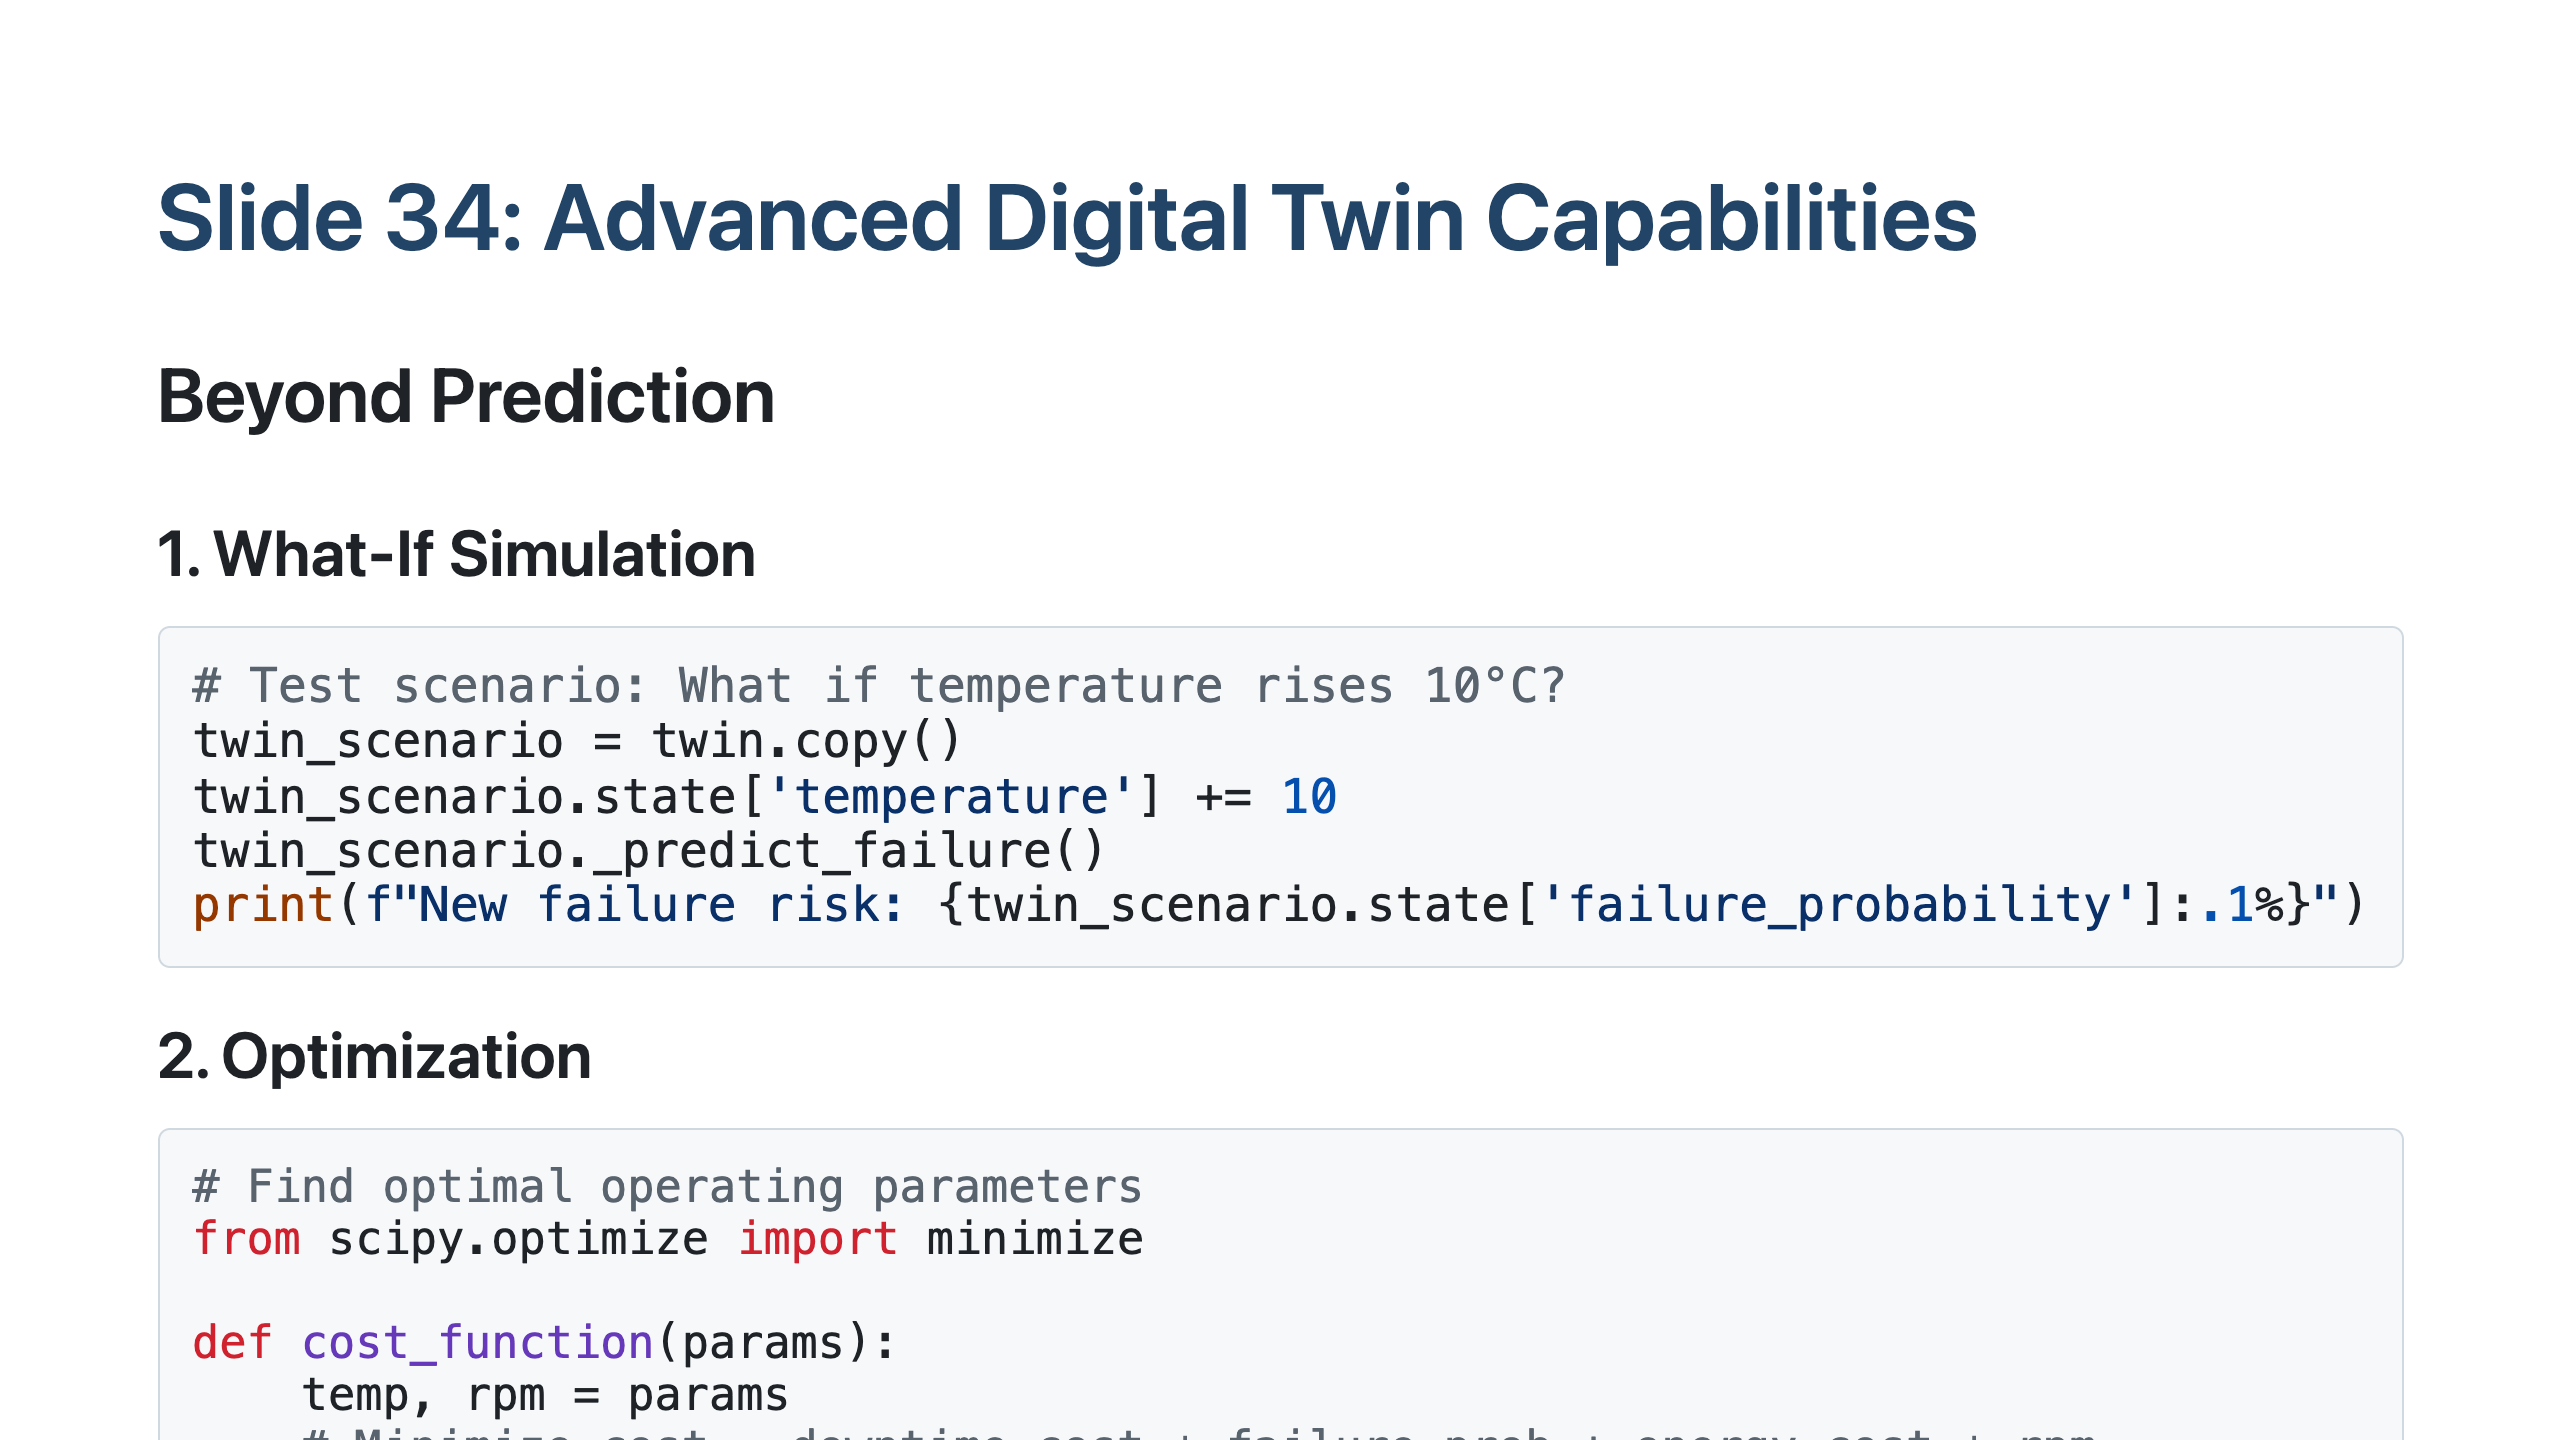 Slide 34: Advanced Digital Twin Capabilities
Beyond Prediction
1. What-If Simulation
# Test scenario: What if temperature rises 10°C?
twin_scenario = twin.copy()
twin_scenario.state['temperature'] += 10
twin_scenario._predict_failure()
print(f"New failure risk: {twin_scenario.state['failure_probability']:.1%}")
2. Optimization
# Find optimal operating parameters
from scipy.optimize import minimize
def cost_function(params):
temp, rpm = params
# Minimize cost